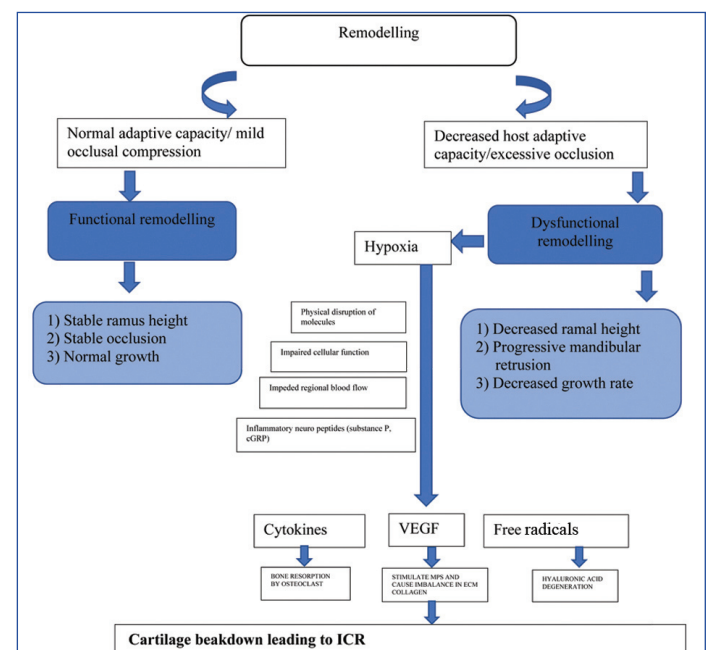 Remodelling
Normal adaptive capacity/ mild
occlusal compression
Decreased host adaptive
capacity/excessive occlusion
Functional remodelling
Dysfunctional
remodelling
Hypoxia
1) Stable ramus height
2) Stable occlusion
3) Normal growth
1) Decreased ramal height
2) Progressive mandibular
retrusion
3) Decreased growth rate
Physical disruption of
molecules
Impaired cellular function
Impeded regional blood flow
Inflammatory neuro peptides (substance P,
cGRP)
Cytokines
VEGF
Free radicals
BONE RESORPTION
BY OSTEOCLAST
STIMULATE MPS AND
CAUSE IMBALANCE IN ECM
COLLAGEN
HYALURONIC ACID
DEGENERATION
Cartilage beakdown leading to ICR